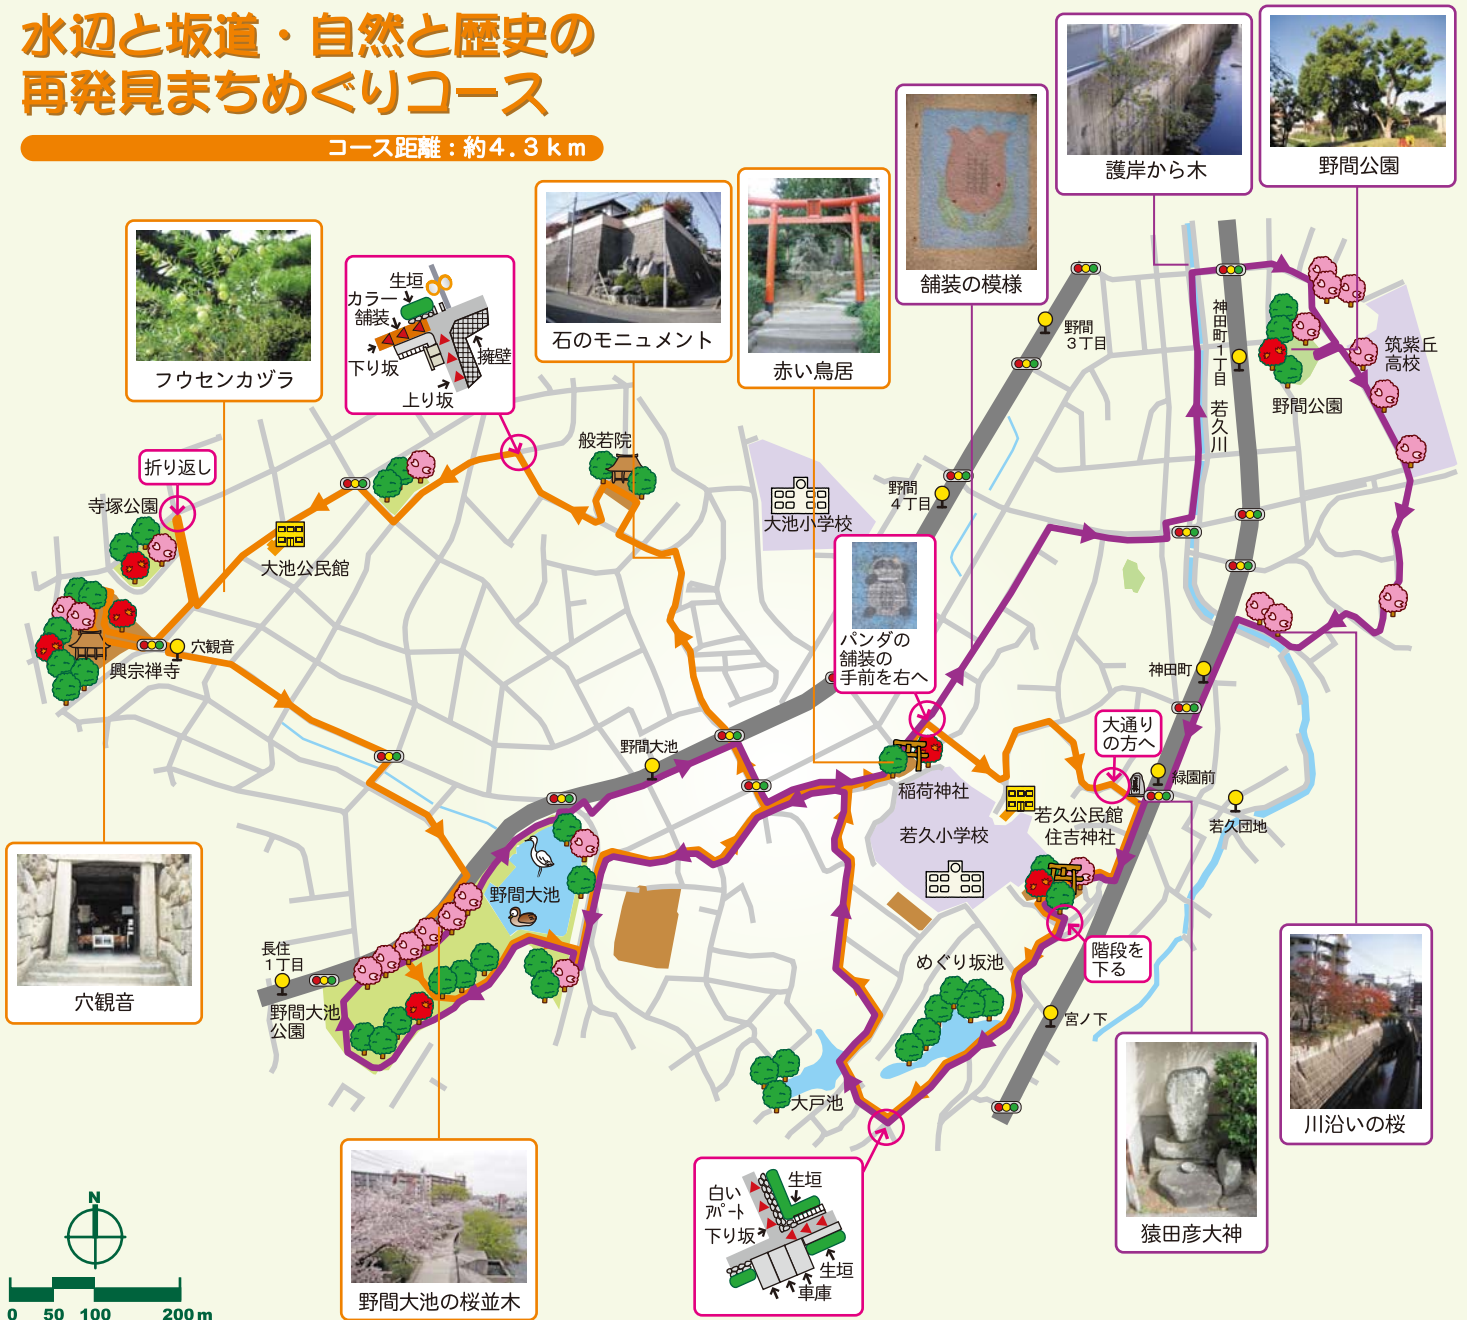 水辺と坂道・自然と歴史の
再発見まちめぐりコース
コース距離：約４.３ｋｍ
護岸から木
野間公園
舗装の模様
石のモニュメント
赤い鳥居
フウセンカヅラ
生垣
カラー
舗装
下り坂
擁壁
上り坂
野間
３丁目
神田町１丁目
若久川
筑紫丘
高校
野間公園
般若院
折り返し
寺塚公園
大池公民館
大池小学校
野間
４丁目
パンダの
舗装の
手前を右へ
穴観音
興宗禅寺
神田町
大通り
の方へ
緑園前
若久団地
野間大池
稲荷神社
若久公民館
住吉神社
若久小学校
野間大池
階段を
下る
めぐり坂池
長住
１丁目
野間大池
公園
宮ノ下
大戸池
穴観音
川沿いの桜
猿田彦大神
野間大池の桜並木
白い
アパート
下り坂
生垣
生垣
車庫
N
0 50 100 200m